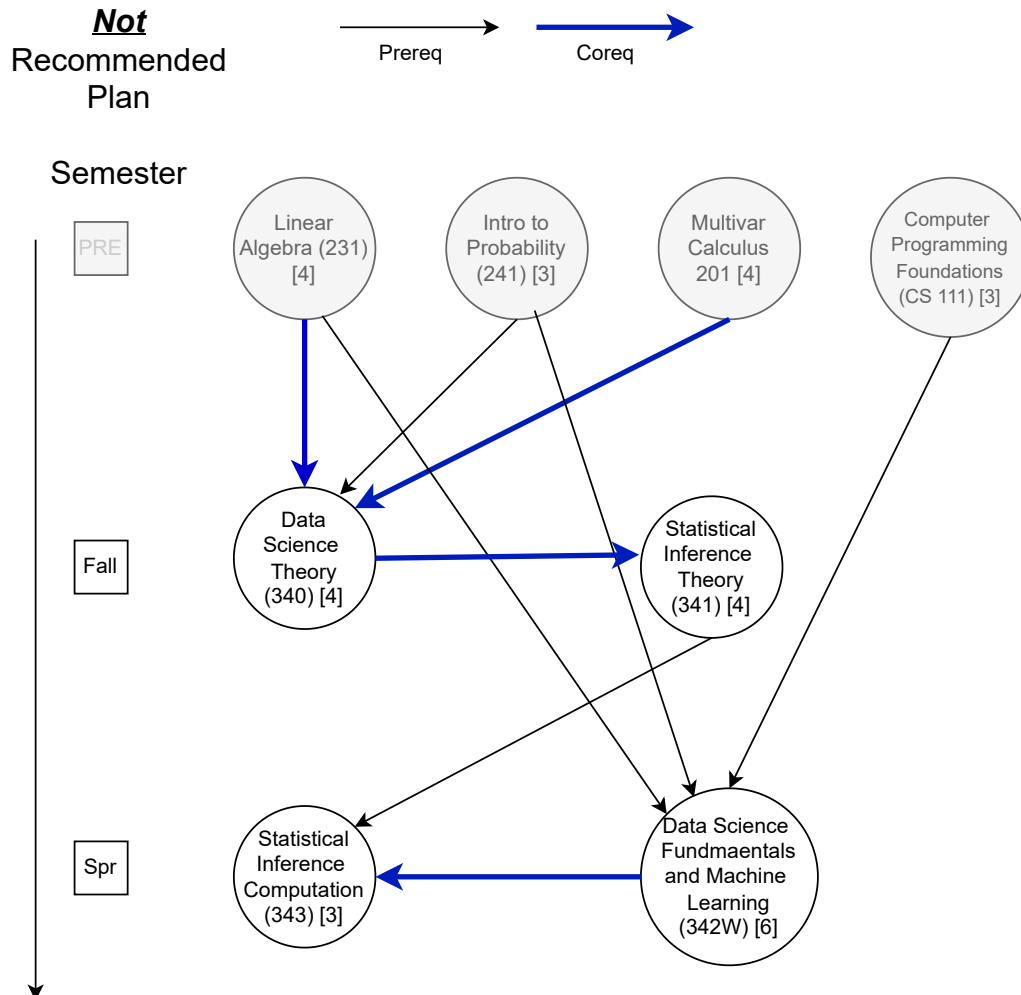 Not
Recommended
Plan
Prereq
Coreq
Semester
PRE
Linear
Algebra (231)
[4]
Intro to
Probability
(241) [3]
Multivar
Calculus
201 [4]
Computer
Programming
Foundations
(CS 111) [3]
Fall
Data
Science
Theory
(340) [4]
Statistical
Inference
Theory
(341) [4]
Spr
Statistical
Inference
Computation
(343) [3]
Data Science
Fundmaentals
and Machine
Learning
(342W) [6]